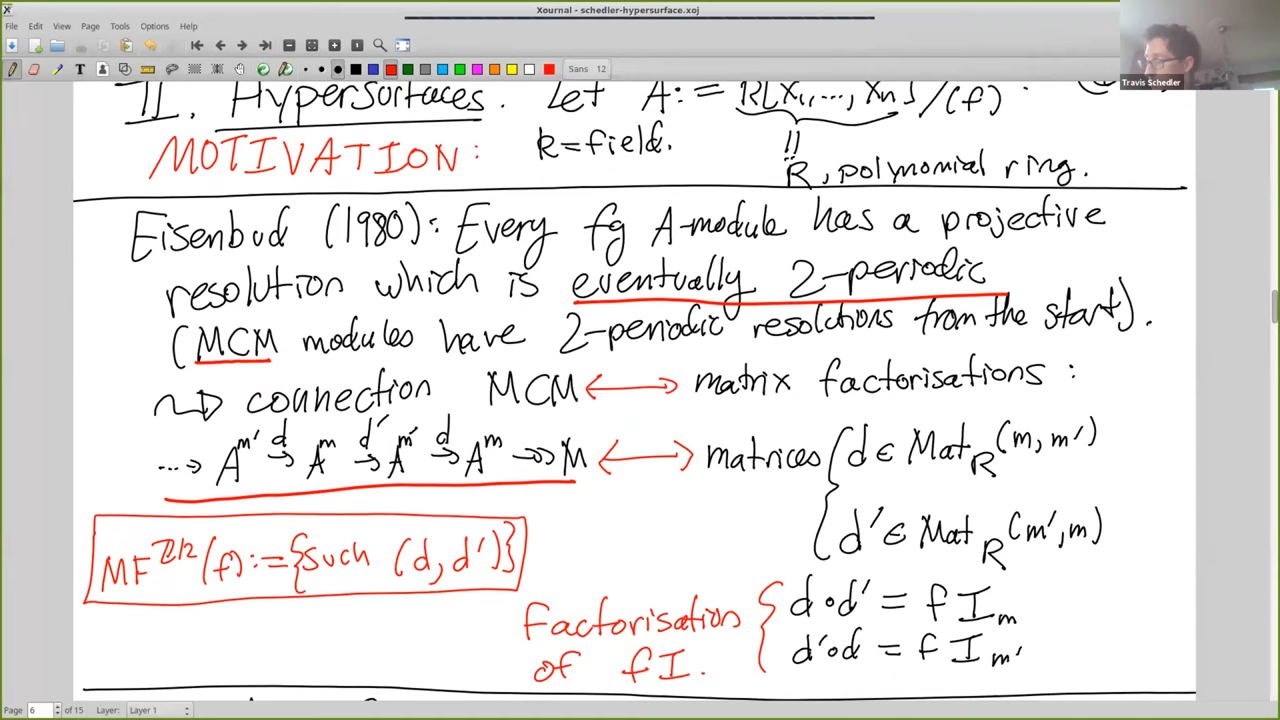 Xournal - schedler-hypersurface.xoj
File Edit View Page Tools Options Help
Sans 12
Travis Schedler
II. Hypersurfaces. Let A := k[x1,..., xn]/(f).
MOTIVATION: k = field. R, polynomial ring.
Eisenbud (1980): Every fg A-module has a projective
resolution which is eventually 2-periodic
(MCM modules have 2-periodic resolutions from the start).
⇝ connection MCM ⟷ matrix factorisations:
... → A^{m'} →^{d} A^{m} →^{d'} A^{m'} →^{d} A^{m} ↠ M ⟷ matrices { d ∈ Mat_R (m, m')
d' ∈ Mat_R (m', m)
MF^{Z/2}(f) := {such (d, d')}
Factorisation { d∘d' = f I_m
of fI. d'∘d = f I_{m'}
Page 6 of 15 Layer: Layer 1